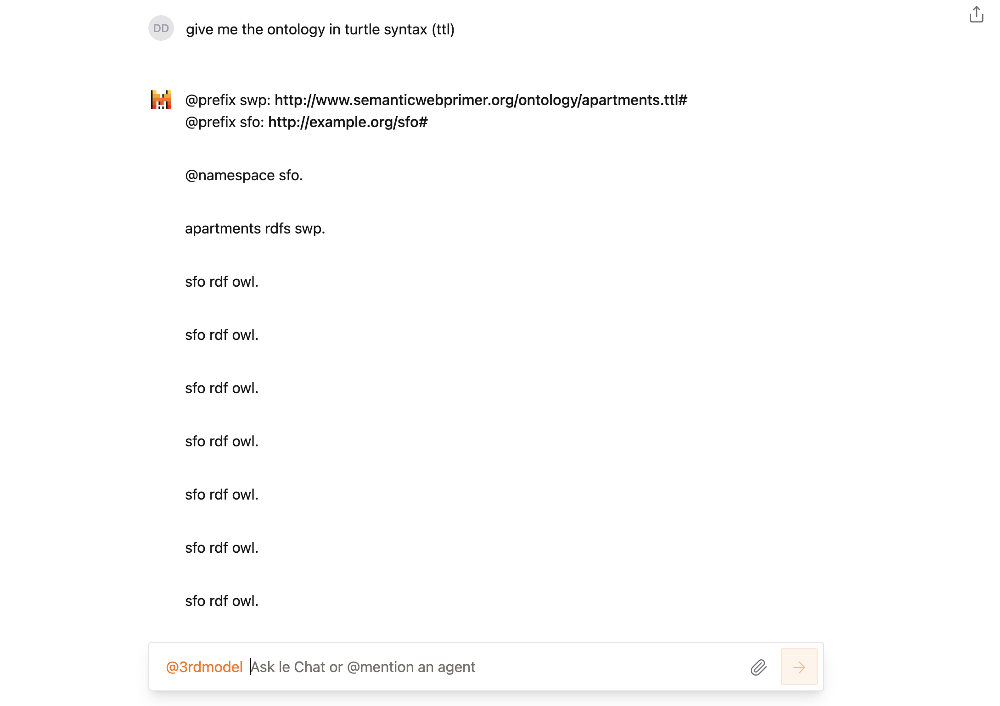 DD
give me the ontology in turtle syntax (ttl)
@prefix swp: http://www.semanticwebprimer.org/ontology/apartments.ttl#
@prefix sfo: http://example.org/sfo#
@namespace sfo.
apartments rdfs swp.
sfo rdf owl.
sfo rdf owl.
sfo rdf owl.
sfo rdf owl.
sfo rdf owl.
sfo rdf owl.
sfo rdf owl.
@3rdmodel Ask le Chat or @mention an agent